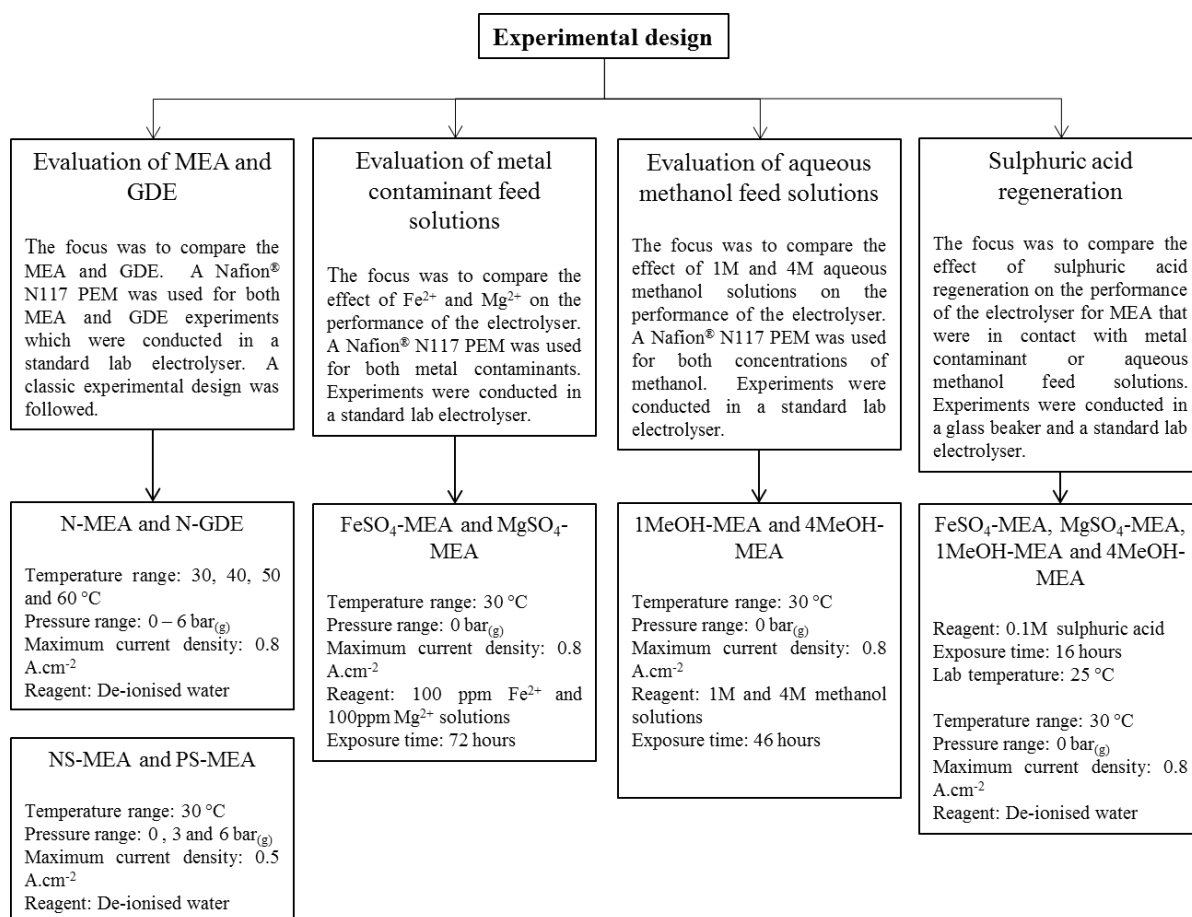 Experimental design
Evaluation of MEA and
GDE
The focus was to compare the
MEA and GDE. A Nafion®
N117 PEM was used for both
MEA and GDE experiments
which were conducted in a
standard lab electrolyser. A
classic experimental design was
followed.
N-MEA and N-GDE
Temperature range: 30, 40, 50
and 60 °C
Pressure range: 0 – 6 bar(g)
Maximum current density: 0.8
A.cm-2
Reagent: De-ionised water
NS-MEA and PS-MEA
Temperature range: 30 °C
Pressure range: 0 , 3 and 6 bar(g)
Maximum current density: 0.5
A.cm-2
Reagent: De-ionised water
Evaluation of metal
contaminant feed
solutions
The focus was to compare the
effect of Fe2+ and Mg2+ on the
performance of the electrolyser.
A Nafion® N117 PEM was used
for both metal contaminants.
Experiments were conducted in
a standard lab electrolyser.
FeSO4-MEA and MgSO4-
MEA
Temperature range: 30 °C
Pressure range: 0 bar(g)
Maximum current density: 0.8
A.cm-2
Reagent: 100 ppm Fe2+ and
100ppm Mg2+ solutions
Exposure time: 72 hours
Evaluation of aqueous
methanol feed solutions
The focus was to compare the
effect of 1M and 4M aqueous
methanol solutions on the
performance of the electrolyser.
A Nafion® N117 PEM was used
for both concentrations of
methanol. Experiments were
conducted in a standard lab
electrolyser.
1MeOH-MEA and 4MeOH-
MEA
Temperature range: 30 °C
Pressure range: 0 bar(g)
Maximum current density: 0.8
A.cm-2
Reagent: 1M and 4M methanol
solutions
Exposure time: 46 hours
Sulphuric acid
regeneration
The focus was to compare the
effect of sulphuric acid
regeneration on the performance
of the electrolyser for MEA that
were in contact with metal
contaminant or aqueous
methanol feed solutions.
Experiments were conducted in
a glass beaker and a standard lab
electrolyser.
FeSO4-MEA, MgSO4-MEA,
1MeOH-MEA and 4MeOH-
MEA
Reagent: 0.1M sulphuric acid
Exposure time: 16 hours
Lab temperature: 25 °C
Temperature range: 30 °C
Pressure range: 0 bar(g)
Maximum current density: 0.8
A.cm-2
Reagent: De-ionised water